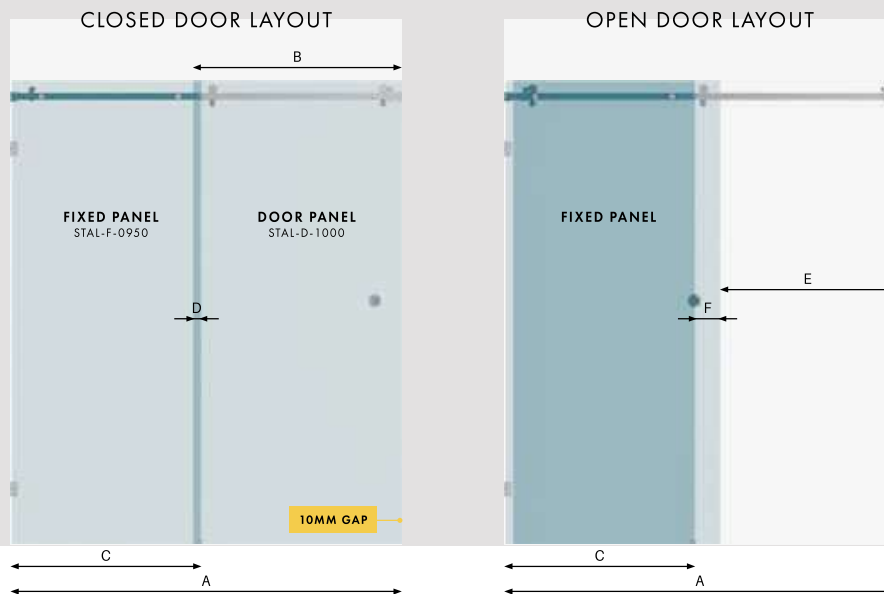 CLOSED DOOR LAYOUT
B
FIXED PANEL
STAL-F-0950
DOOR PANEL
STAL-D-1000
D
10MM GAP
C
A
OPEN DOOR LAYOUT
FIXED PANEL
E
F
C
A